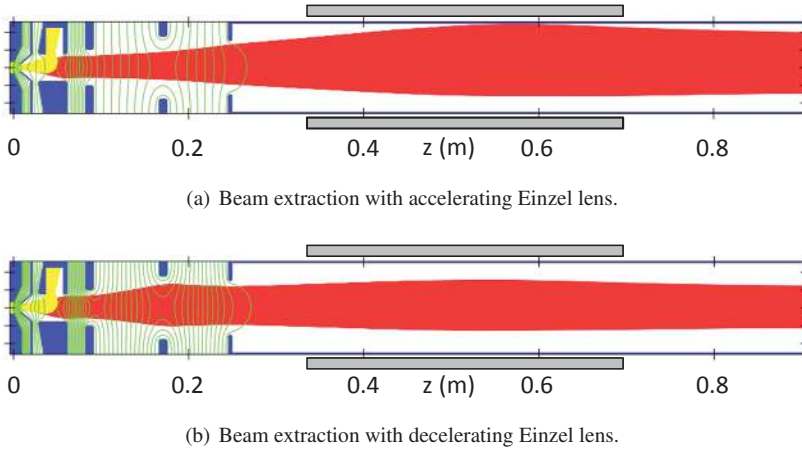 0 0.2 0.4 z (m) 0.6 0.8
(a) Beam extraction with accelerating Einzel lens.
0 0.2 0.4 z (m) 0.6 0.8
(b) Beam extraction with decelerating Einzel lens.